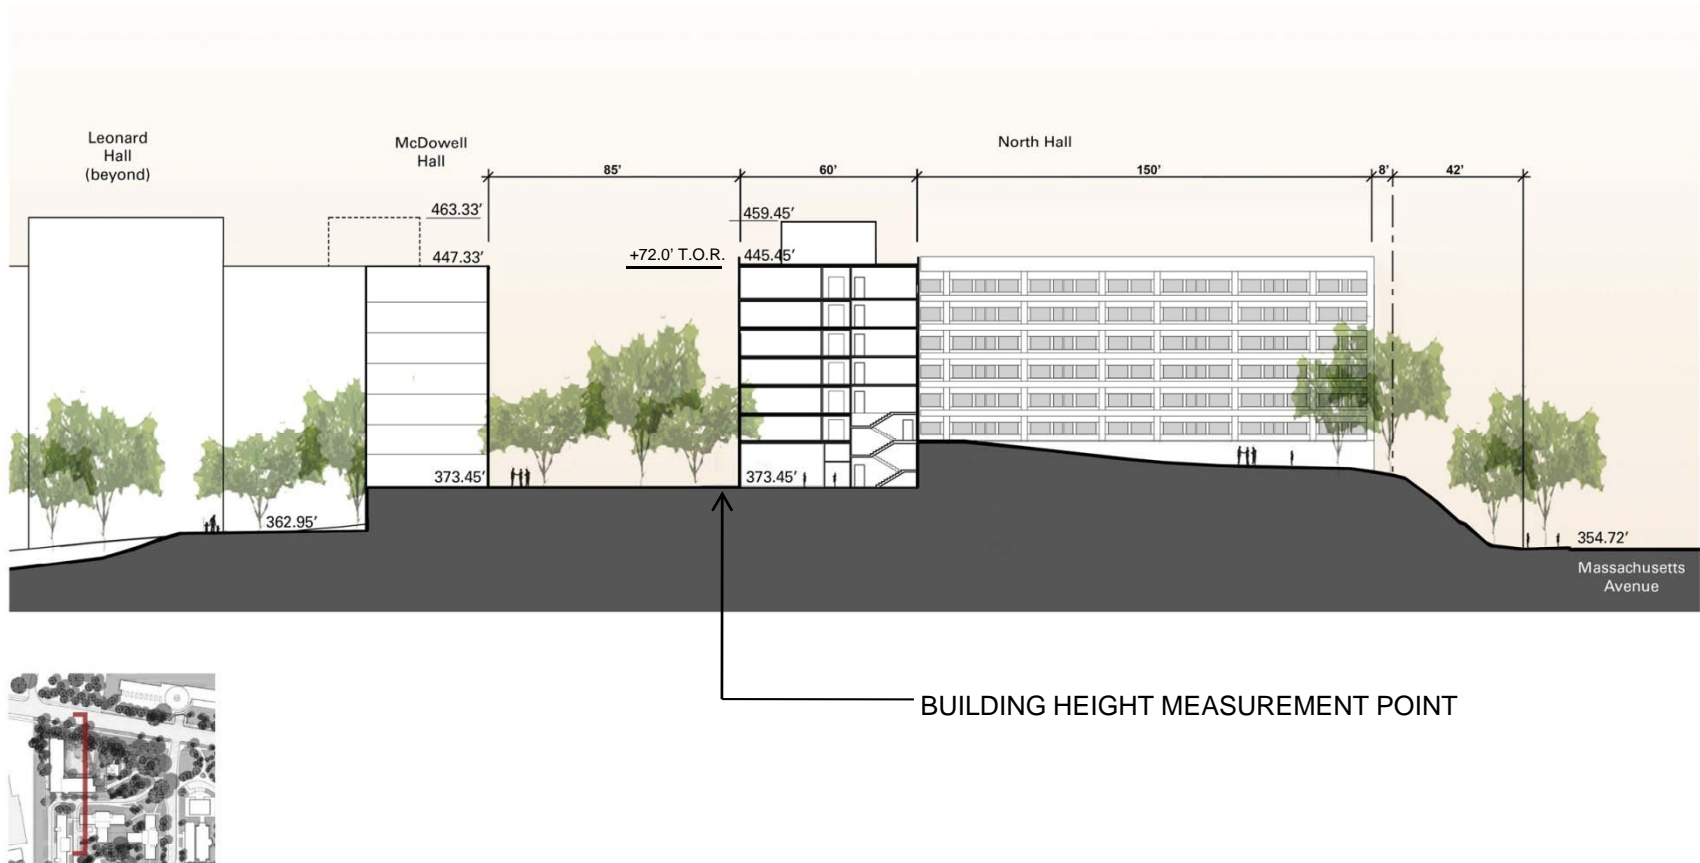 Leonard
Hall
(beyond)
McDowell
Hall
North Hall
85'
60'
150'
8'
42'
463.33'
459.45'
447.33'
+72.0' T.O.R.
445.45'
373.45'
373.45'
362.95'
354.72'
Massachusetts
Avenue
BUILDING HEIGHT MEASUREMENT POINT